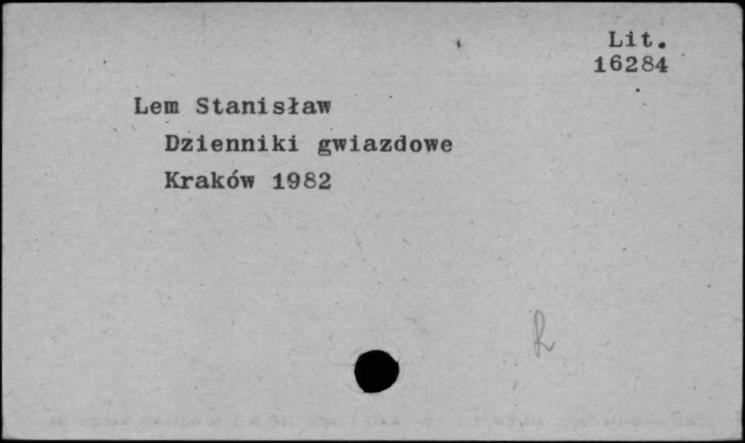 Lit.
16284
Lem Stanisław
Dzienniki gwiazdowe
Kraków 1982
R